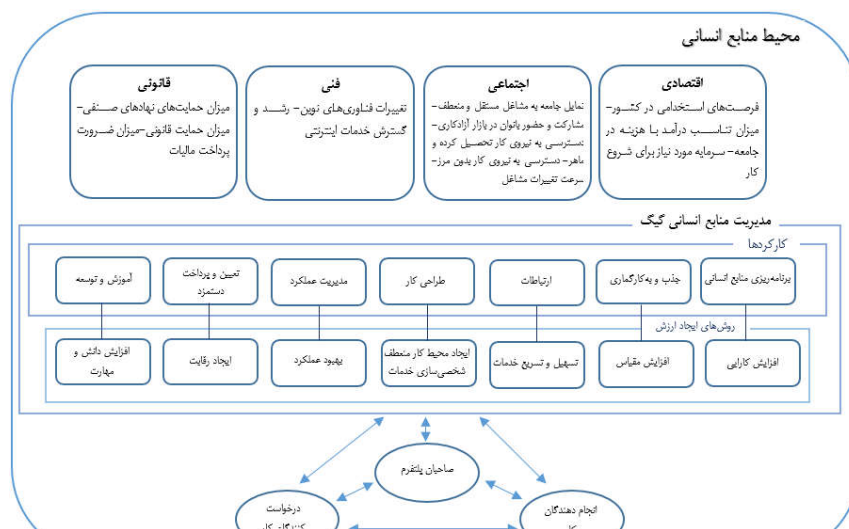 محیط منابع انسانی
اقتصادی
فرصت‌های استخدامی در کشور-
میزان تناسب درآمد با هزینه در
جامعه- سرمایه مورد نیاز برای شروع
کار
اجتماعی
تمایل جامعه به مشاغل مستقل و منعطف-
مشارکت و حضور بانوان در بازار آزادکاری-
دسترسی به نیروی کار تحصیل کرده و
ماهر- دسترسی به نیروی کار بدون مرز-
سرعت تغییرات مشاغل
فنی
تغییرات فناوری‌های نوین- رشد و
گسترش خدمات اینترنتی
قانونی
میزان حمایت‌های نهادهای صنفی-
میزان حمایت قانونی-میزان ضرورت
پرداخت مالیات
مدیریت منابع انسانی گیگ
کارکردها
برنامه‌ریزی منابع انسانی
جذب و به‌کارگماری
ارتباطات
طراحی کار
مدیریت عملکرد
تعیین و پرداخت
دستمزد
آموزش و توسعه
روش‌های ایجاد ارزش
افزایش کارایی
افزایش مقیاس
تسهیل و تسریع خدمات
ایجاد محیط کار منعطف
شخصی‌سازی خدمات
بهبود عملکرد
ایجاد رقابت
افزایش دانش و
مهارت
صاحبان پلتفرم
انجام دهندگان
درخواست